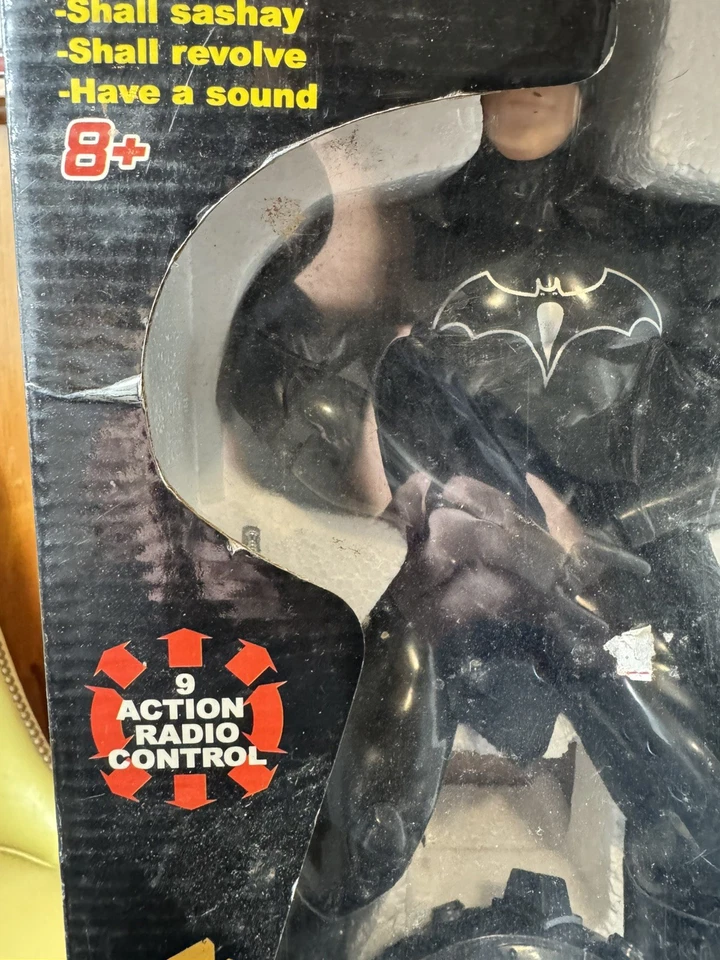 -Shall sashay
-Shall revolve
-Have a sound
8+
9
ACTION
RADIO
CONTROL